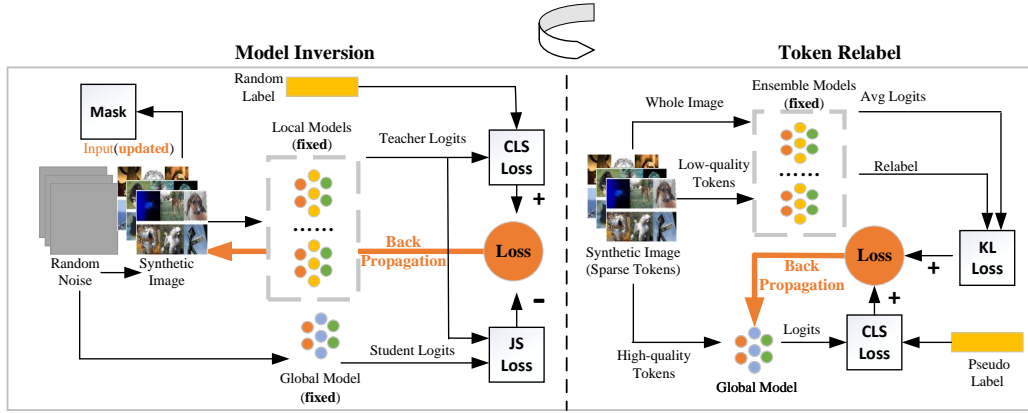 Model Inversion
Token Relabel
Random
Label
Mask
Input(updated)
Local Models
(fixed)
Teacher Logits
CLS
Loss
+
......
Back
Propagation
Loss
Random
Noise
Synthetic
Image
-
JS
Loss
Student Logits
Global Model
(fixed)
Ensemble Models
(fixed)
Avg Logits
Whole Image
Low-quality
Tokens
......
Relabel
Synthetic Image
(Sparse Tokens)
KL
Loss
+
Loss
Back
Propagation
+
High-quality
Tokens
Logits
Global Model
CLS
Loss
Pseudo
Label